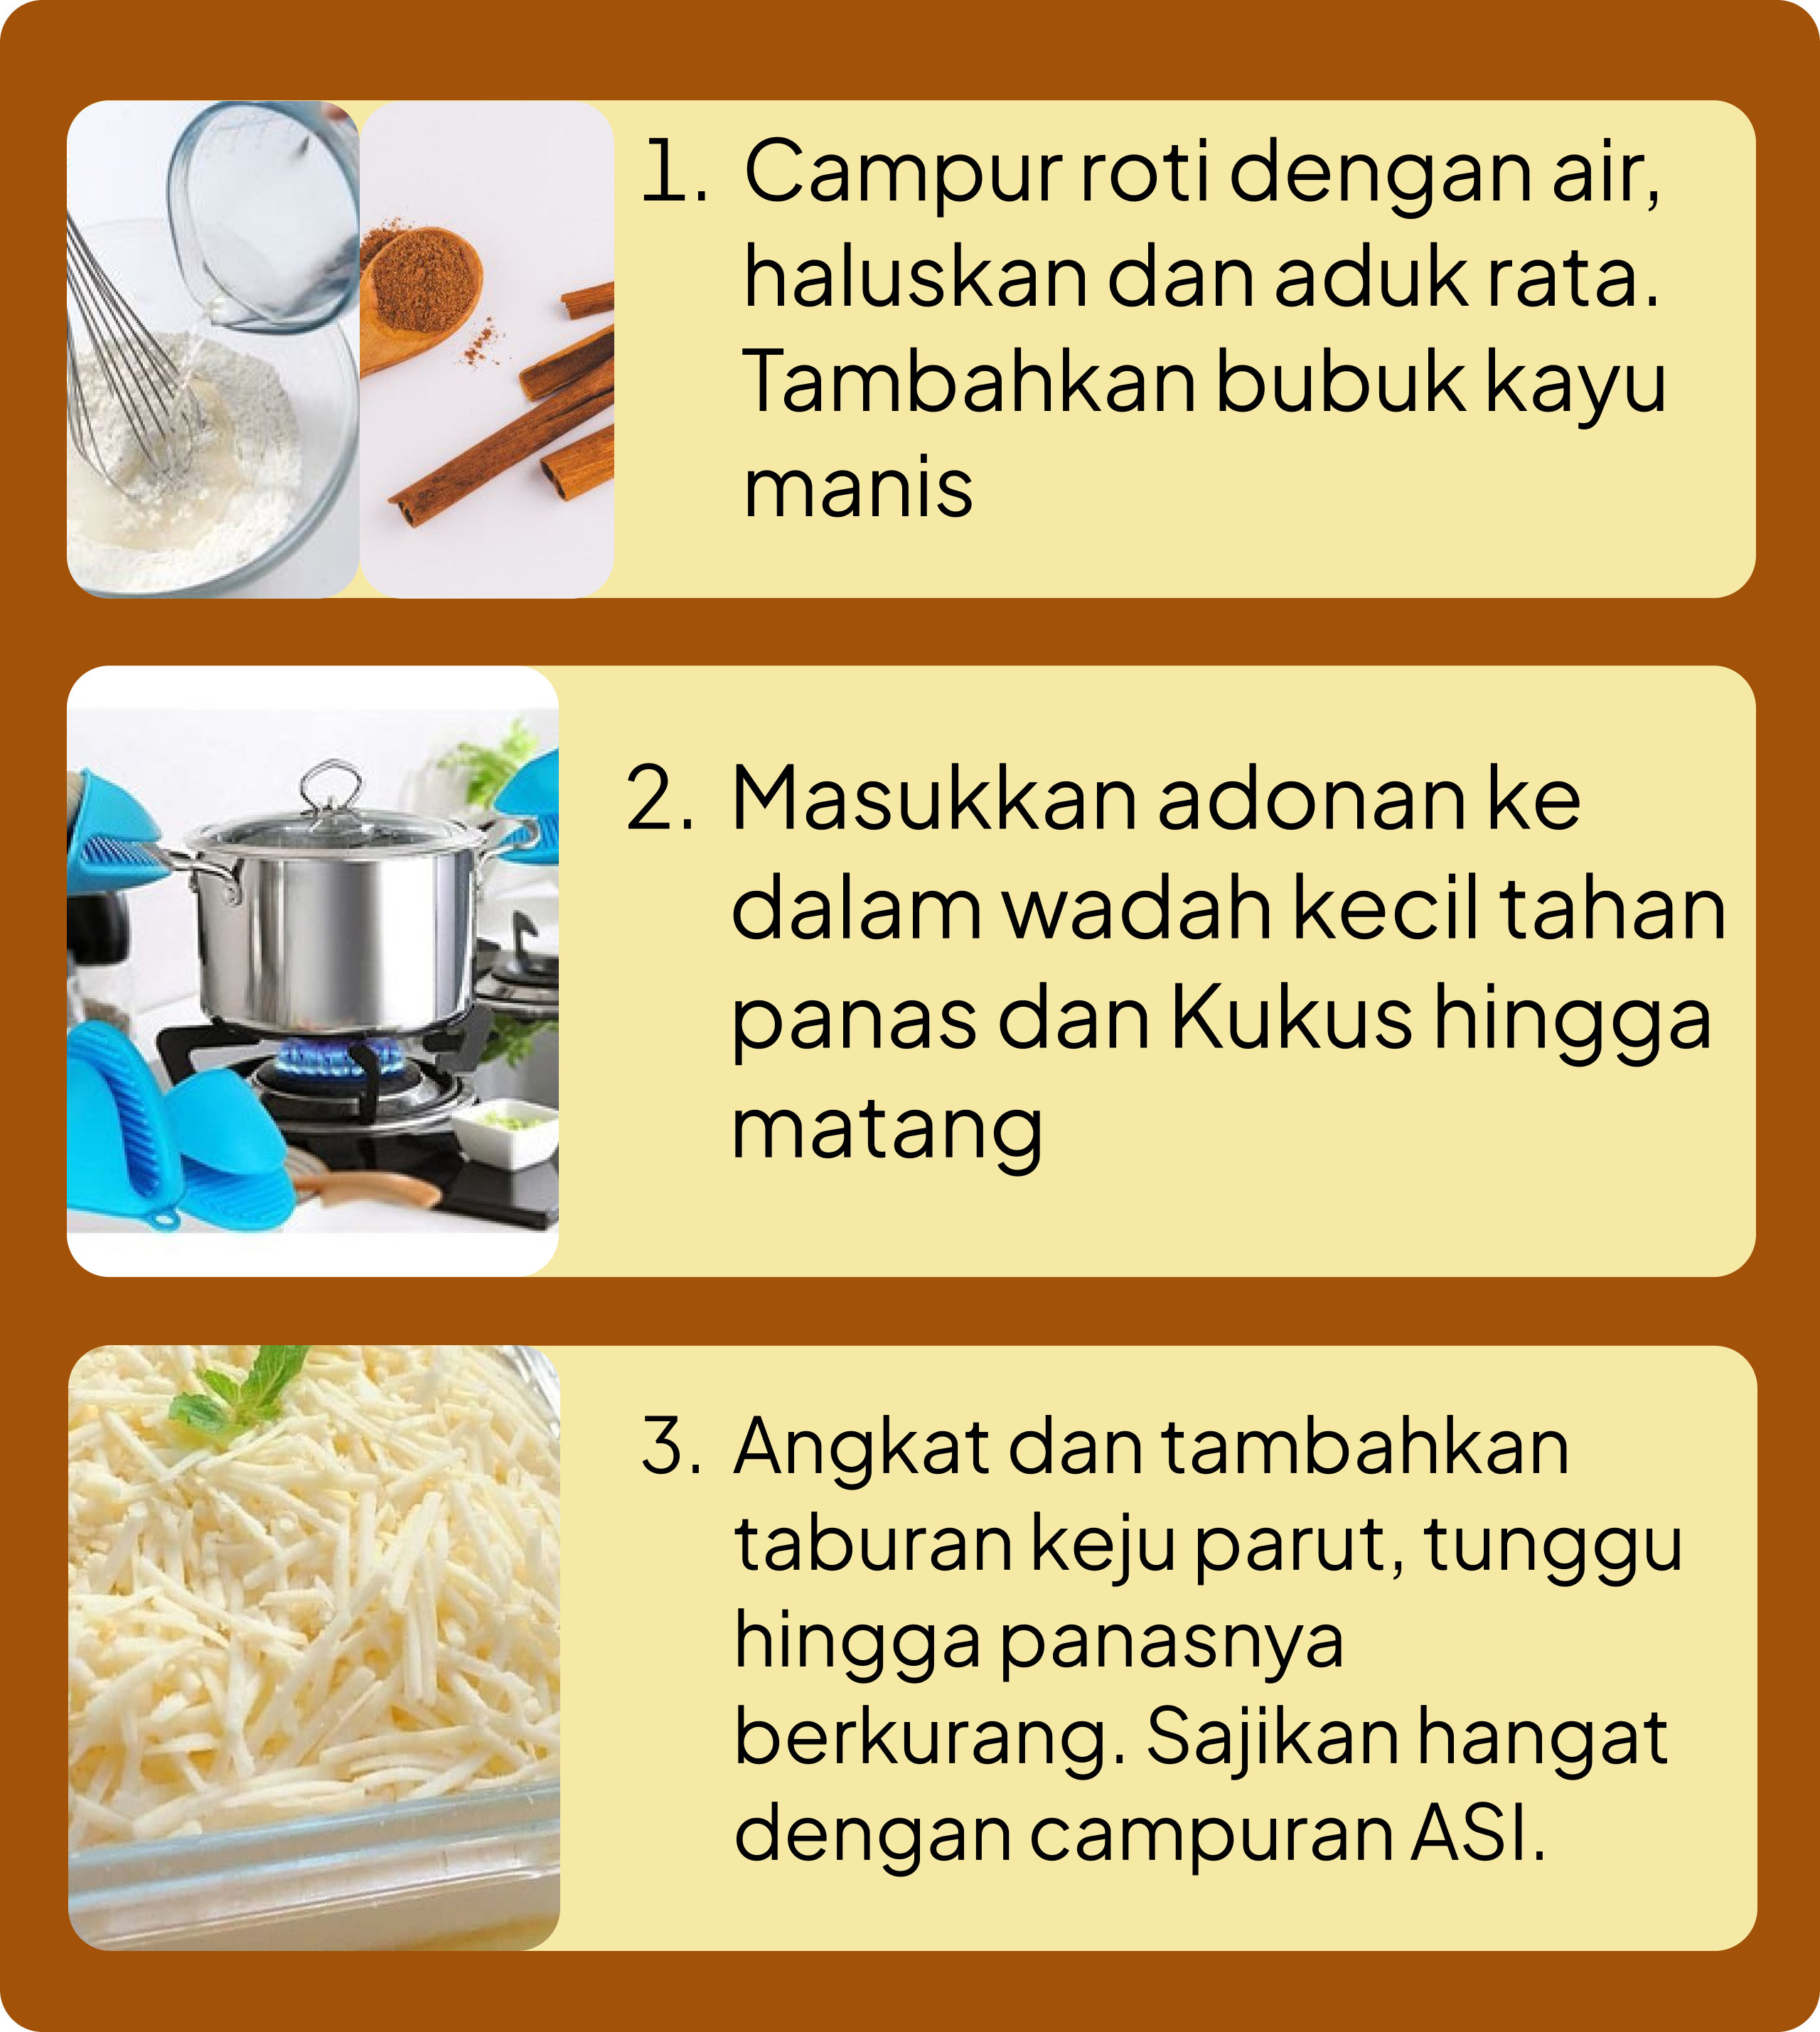 1. Campur roti dengan air,
haluskan dan aduk rata.
Tambahkan bubuk kayu
manis
2. Masukkan adonan ke
dalam wadah kecil tahan
panas dan Kukus hingga
matang
3. Angkat dan tambahkan
taburan keju parut, tunggu
hingga panasnya
berkurang. Sajikan hangat
dengan campuran ASI.